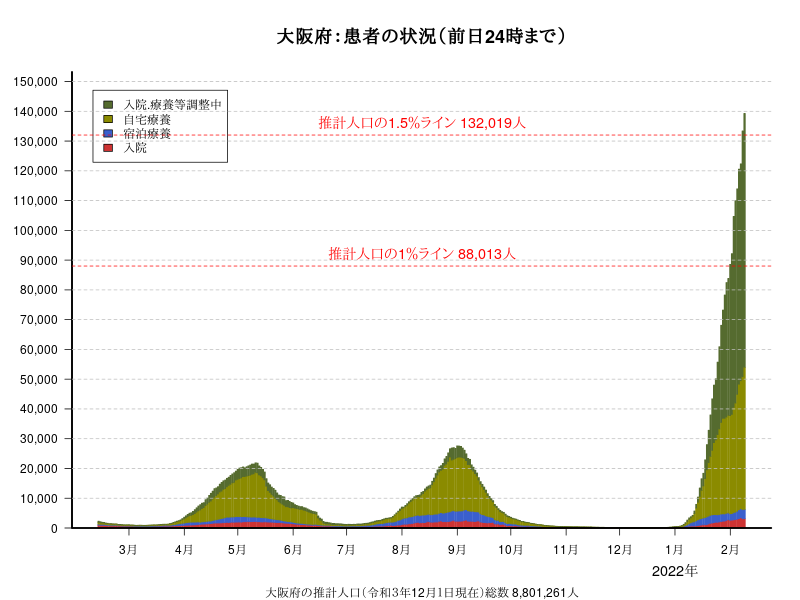 大阪府：患者の状況（前日24時まで）
150,000
140,000
130,000
120,000
110,000
100,000
90,000
80,000
70,000
60,000
50,000
40,000
30,000
20,000
10,000
0
入院,療養等調整中
自宅療養
宿泊療養
入院
推計人口の1.5%ライン 132,019人
推計人口の1%ライン 88,013人
3月 4月 5月 6月 7月 8月 9月 10月 11月 12月 1月 2月
2022年
大阪府の推計人口（令和3年12月1日現在）総数 8,801,261人